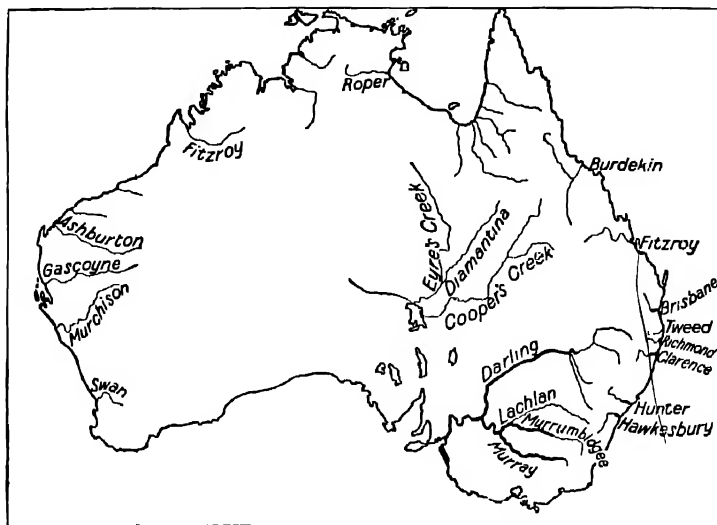 Roper
Fitzroy
Burdekin
Ashburton
Eyre's Creek
Diamantina
Fitzroy
Gascoyne
Cooper's Creek
Murchison
Brisbane
Tweed
Richmond
Clarence
Darling
Swan
Lachlan
Hunter
Murrumbidgee
Hawkesbury
Murray